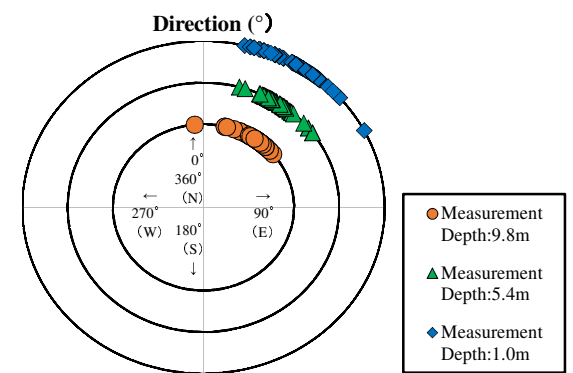 Direction (°)
↑
0°
360°
(N)
←
270°
(W)
→
90°
(E)
180°
(S)
↓
Measurement
Depth:9.8m
Measurement
Depth:5.4m
Measurement
Depth:1.0m